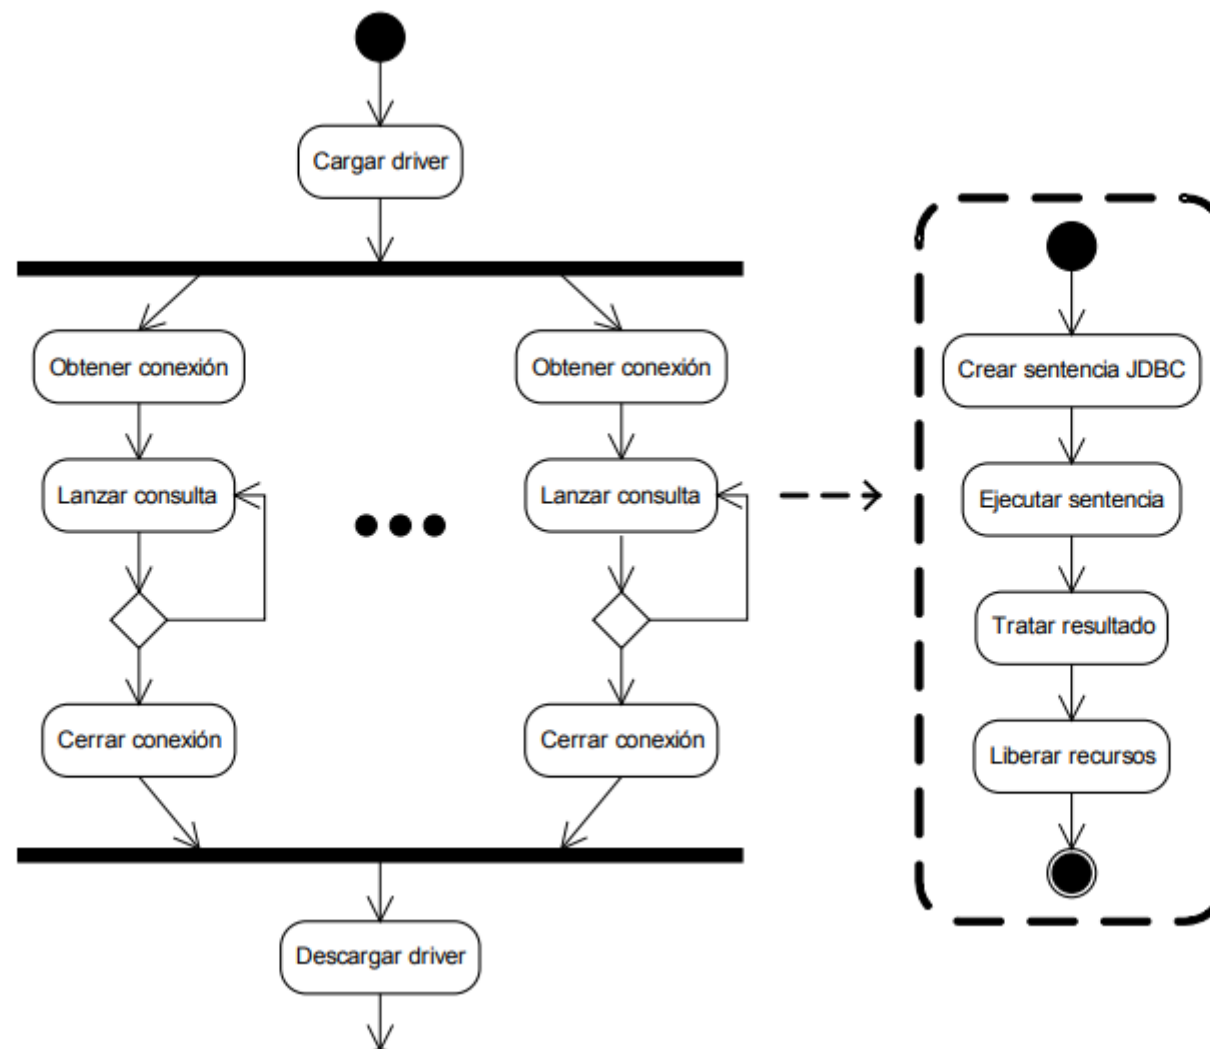 Cargar driver
Obtener conexión
Obtener conexión
Lanzar consulta
Lanzar consulta
Cerrar conexión
Cerrar conexión
Descargar driver
Crear sentencia JDBC
Ejecutar sentencia
Tratar resultado
Liberar recursos